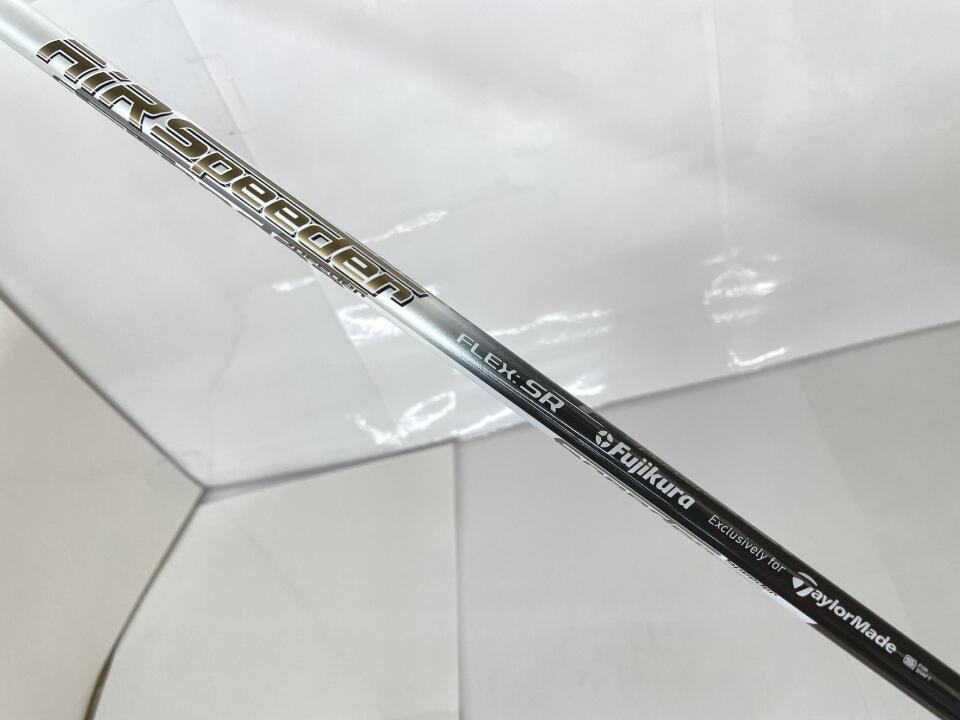 AiR Speeder
FLEX: SR
Fujikura
Exclusively for
TaylorMade